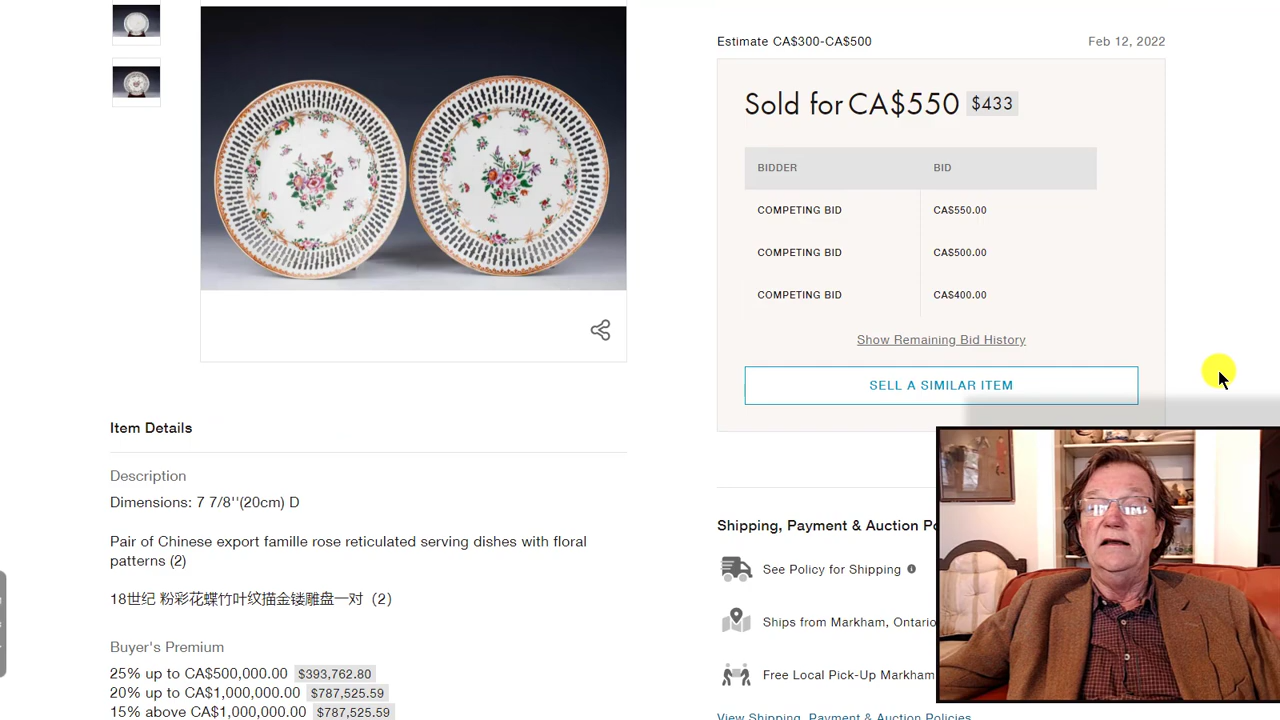 Estimate CA$300-CA$500
Feb 12, 2022
Sold for CA$550 $433
BIDDER BID
COMPETING BID CA$550.00
COMPETING BID CA$500.00
COMPETING BID CA$400.00
Show Remaining Bid History
SELL A SIMILAR ITEM
Item Details
Description
Dimensions: 7 7/8''(20cm) D
Pair of Chinese export famille rose reticulated serving dishes with floral
patterns (2)
18世纪 粉彩花蝶竹叶纹描金镂雕盘一对（2）
Buyer's Premium
25% up to CA$500,000.00 $393,762.80
20% up to CA$1,000,000.00 $787,525.59
15% above CA$1,000,000.00 $787,525.59
Shipping, Payment & Auction
See Policy for Shipping
Ships from Markham, Ontario
Free Local Pick-Up Markham
View Shipping, Payment & Auction Policies